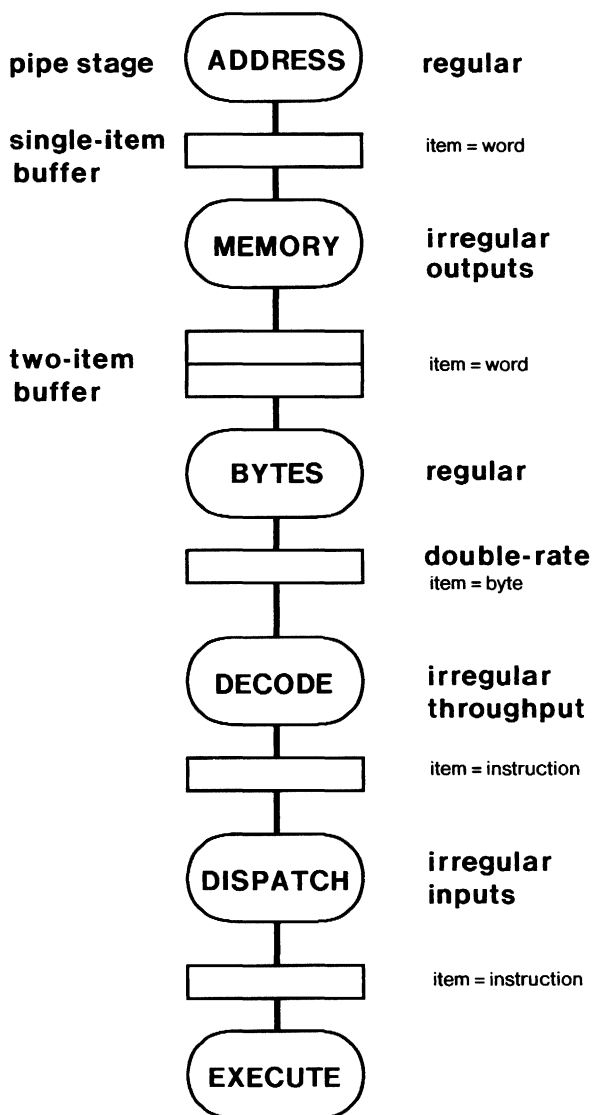 pipe stage ADDRESS regular
single-item
buffer
item = word
MEMORY
irregular
outputs
two-item
buffer
item = word
BYTES regular
double-rate
item = byte
DECODE
irregular
throughput
item = instruction
DISPATCH
irregular
inputs
item = instruction
EXECUTE